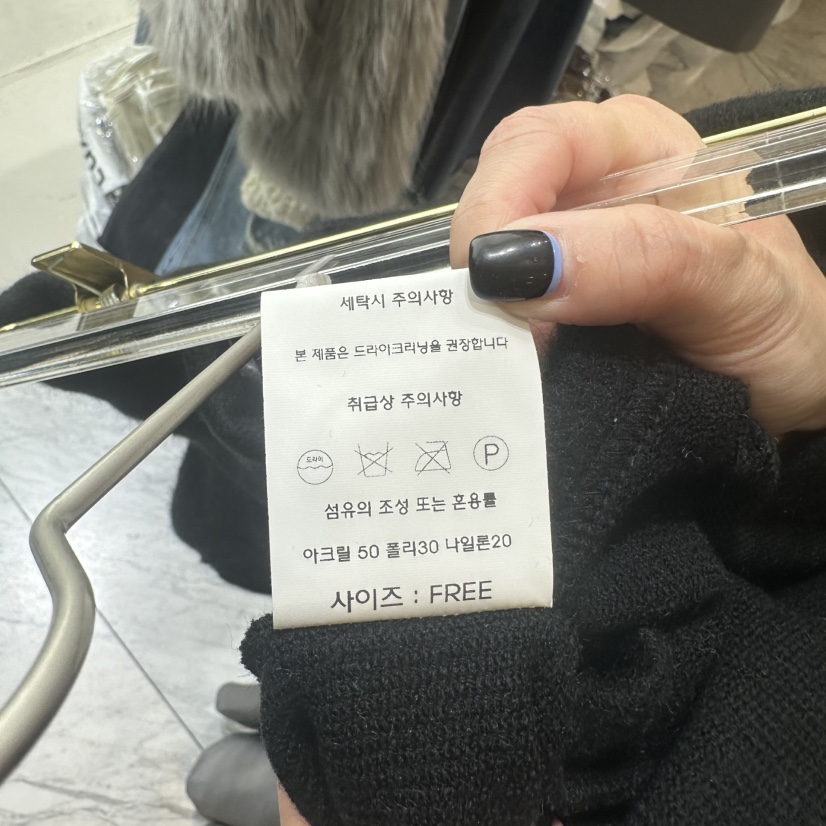 세탁시 주의사항
본 제품은 드라이크리닝을 권장합니다
취급상 주의사항
드라이 P
섬유의 조성 또는 혼용률
아크릴 50 폴리30 나일론20
사이즈 : FREE